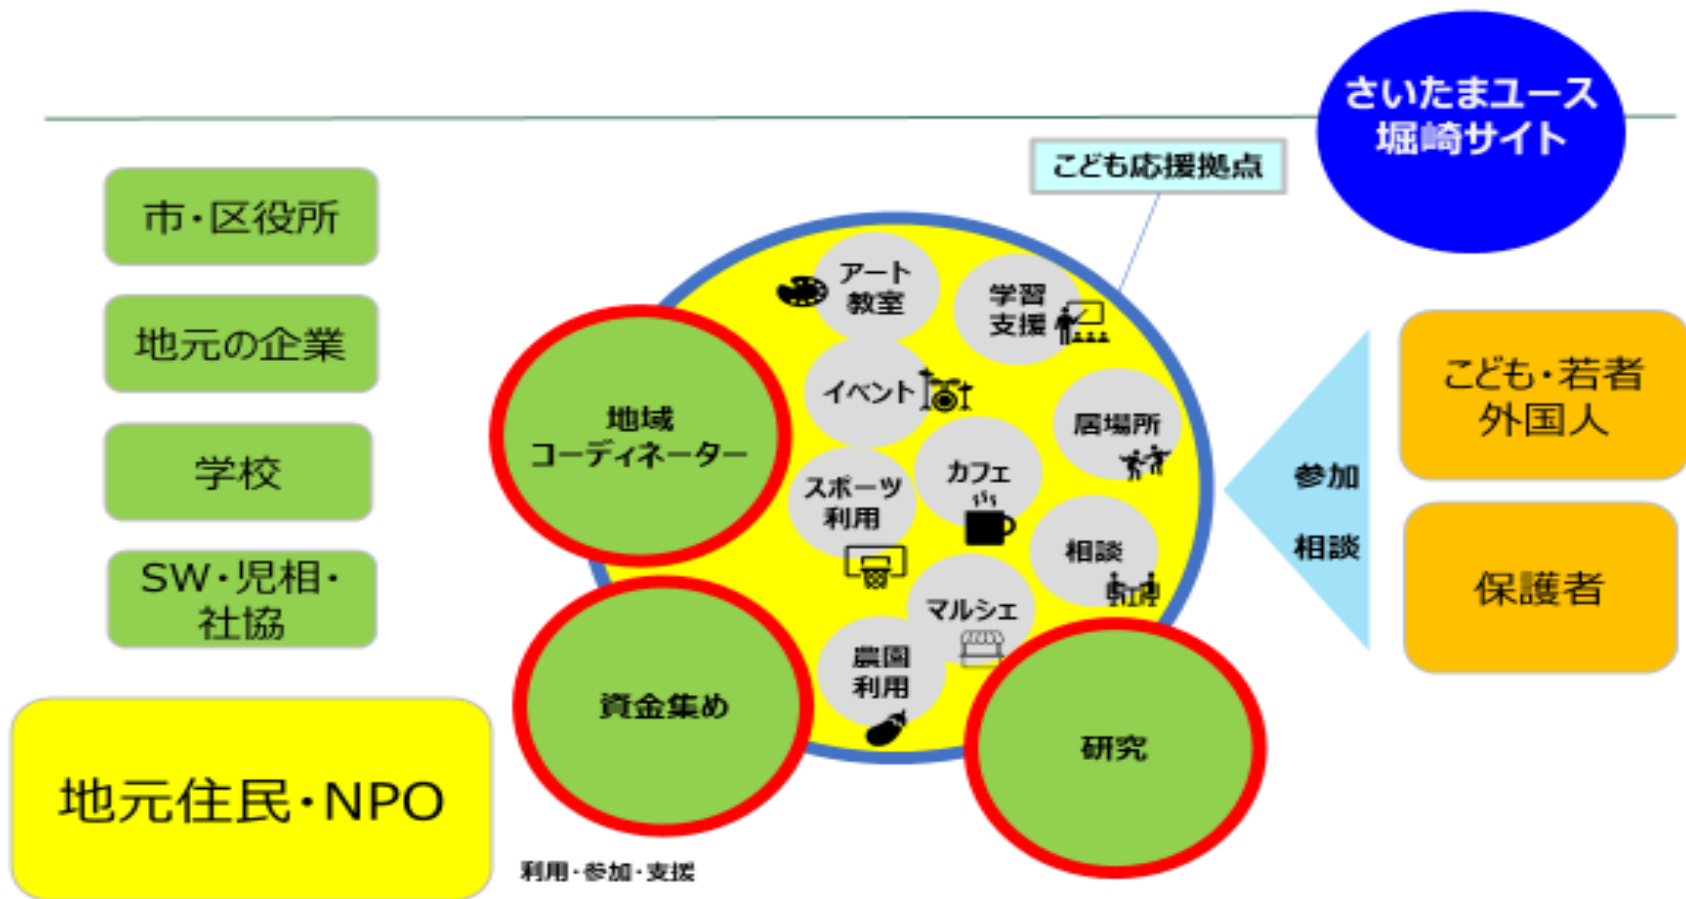 さいたまユース
堀崎サイト
こども応援拠点
市・区役所
地元の企業
学校
SW・児相・
社協
地元住民・NPO
地域
コーディネーター
資金集め
研究
アート
教室
学習
支援
イベント
居場所
カフェ
スポーツ
利用
相談
マルシェ
農園
利用
参加
相談
こども・若者
外国人
保護者
利用・参加・支援